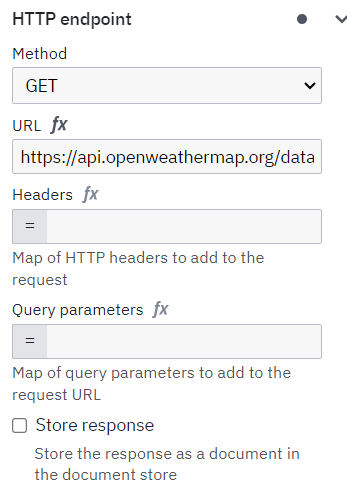 HTTP endpoint
Method
GET
URL fx
https://api.openweathermap.org/data
Headers fx
=
Map of HTTP headers to add to the
request
Query parameters fx
=
Map of query parameters to add to the
request URL
Store response
Store the response as a document in
the document store